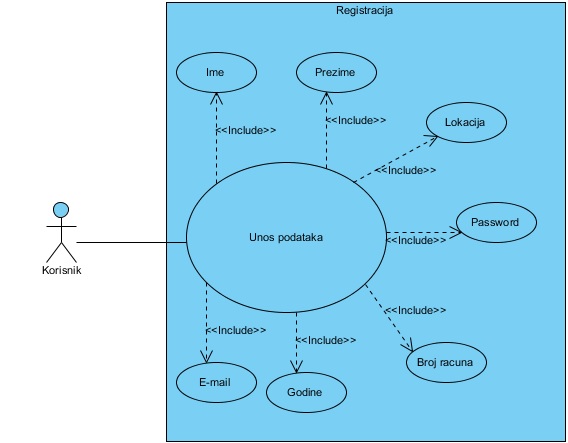 Registracija
Ime
Prezime
<<Include>>
<<Include>>
Lokacija
<<Include>>
Password
<<Include>>
Unos podataka
Korisnik
<<Include>>
<<Include>>
<<Include>>
Broj racuna
E-mail
Godine